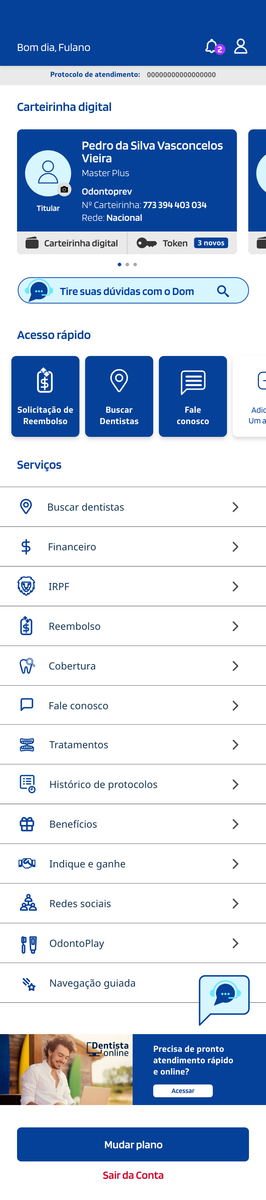 Bom dia, Fulano
2
Protocolo de atendimento: 00000000000000000
Carteirinha digital
Pedro da Silva Vasconcelos
Vieira
Master Plus
Odontoprev
Nº Carteirinha: 773 394 403 034
Rede: Nacional
Titular
Carteirinha digital
Token
3 novos
Tire suas dúvidas com o Dom
Acesso rápido
Solicitação de
Reembolso
Buscar
Dentistas
Fale
conosco
Adic
Um a
Serviços
Buscar dentistas
Financeiro
IRPF
Reembolso
Cobertura
Fale conosco
Tratamentos
Histórico de protocolos
Benefícios
Indique e ganhe
Redes sociais
OdontoPlay
Navegação guiada
Dentista
online
Precisa de pronto
atendimento rápido
e online?
Acessar
Mudar plano
Sair da Conta